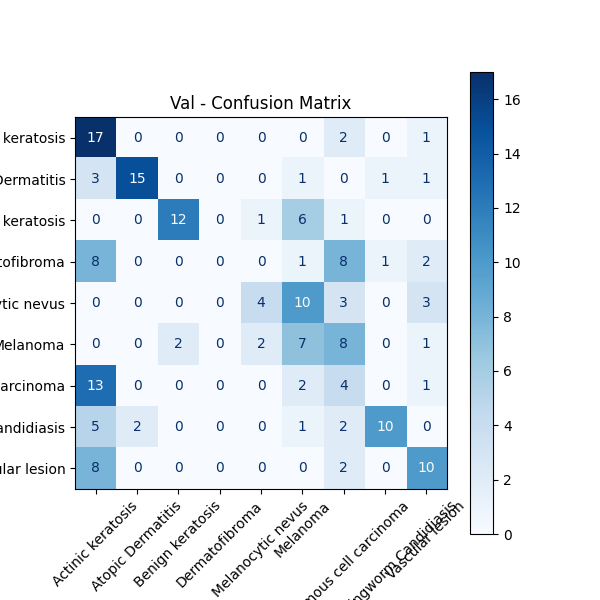 Val - Confusion Matrix
keratosis 17 0 0 0 0 0 2 0 1
Dermatitis 3 15 0 0 0 1 0 1 1
keratosis 0 0 12 0 1 6 1 0 0
tofibroma 8 0 0 0 0 1 8 1 2
ytic nevus 0 0 0 0 4 10 3 0 3
Melanoma 0 0 2 0 2 7 8 0 1
arcinoma 13 0 0 0 0 2 4 0 1
andidiasis 5 2 0 0 0 1 2 10 0
ular lesion 8 0 0 0 0 0 2 0 10
Actinic keratosis
Atopic Dermatitis
Benign keratosis
Dermatofibroma
Melanocytic nevus
Melanoma
mous cell carcinoma
ingworm Candidiasis
Vascular lesion
16
14
12
10
8
6
4
2
0